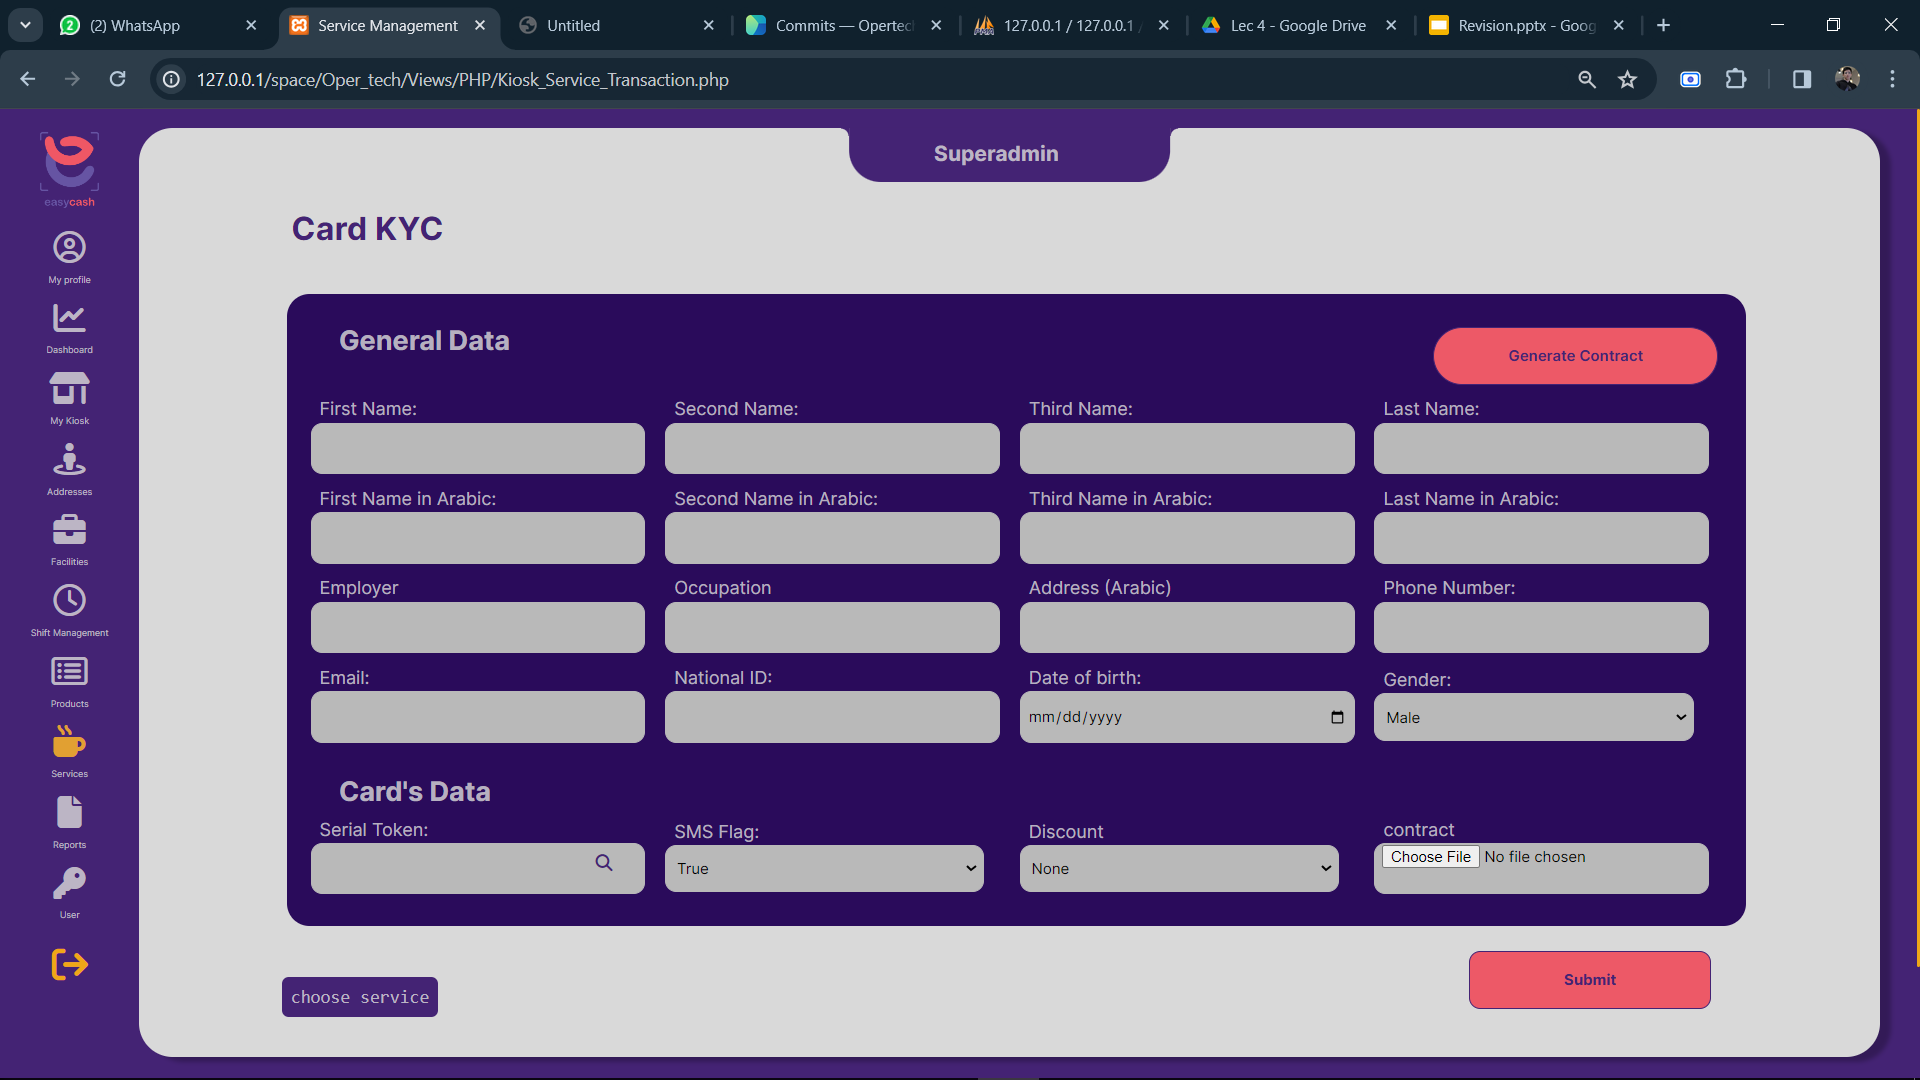 2
(2) WhatsApp
Service Management
Untitled
Commits — Opertec
127.0.0.1 / 127.0.0.1 /
Lec 4 - Google Drive
Revision.pptx - Goog
127.0.0.1/space/Oper_tech/Views/PHP/Kiosk_Service_Transaction.php
easycash
My profile
Dashboard
My Kiosk
Addresses
Facilities
Shift Management
Products
Services
Reports
User
Superadmin
Card KYC
General Data
Generate Contract
First Name:
Second Name:
Third Name:
Last Name:
First Name in Arabic:
Second Name in Arabic:
Third Name in Arabic:
Last Name in Arabic:
Employer
Occupation
Address (Arabic)
Phone Number:
Email:
National ID:
Date of birth:
mm/dd/yyyy
Gender:
Male
Card's Data
Serial Token:
SMS Flag:
True
Discount
None
contract
Choose File No file chosen
choose service
Submit